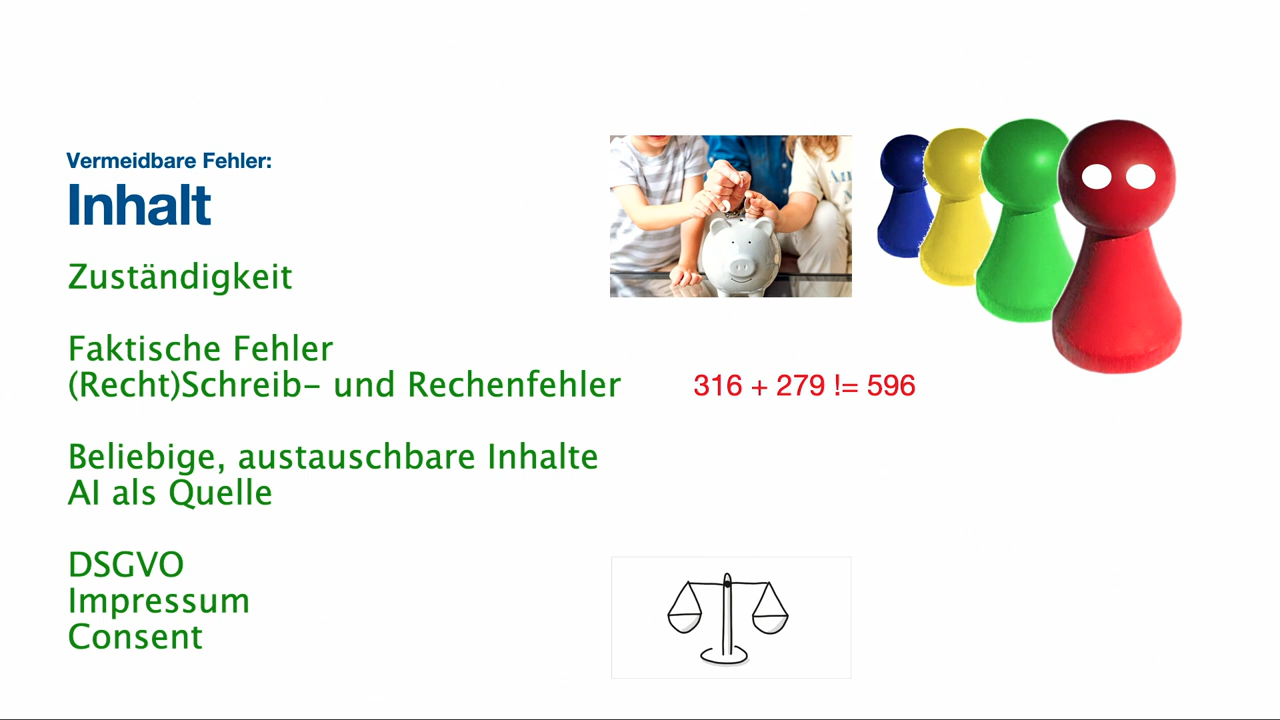 Vermeidbare Fehler:
Inhalt
Zuständigkeit
Faktische Fehler
(Recht)Schreib- und Rechenfehler
316 + 279 != 596
Beliebige, austauschbare Inhalte
AI als Quelle
DSGVO
Impressum
Consent